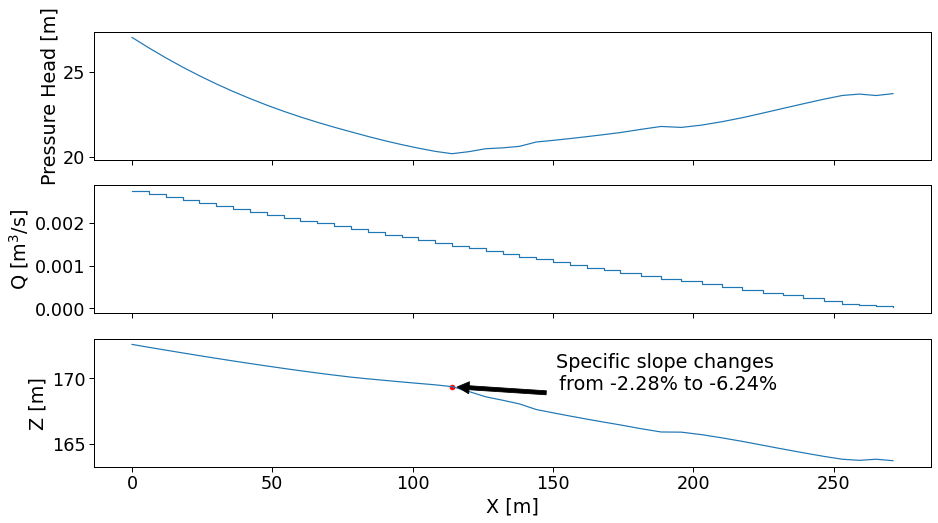 Pressure Head [m]
25
20
Q [m³/s]
0.002
0.001
0.000
Z [m]
170
165
Specific slope changes
from -2.28% to -6.24%
0 50 100 150 200 250
X [m]